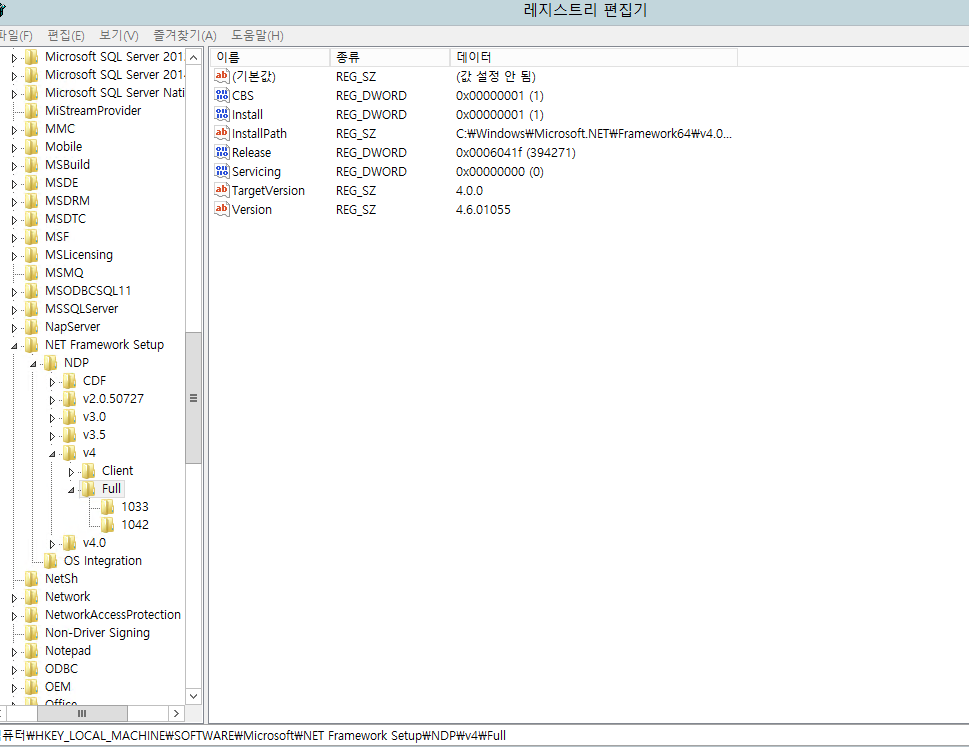 레지스트리 편집기
파일(F) 편집(E) 보기(V) 즐겨찾기(A) 도움말(H)
Microsoft SQL Server 201
Microsoft SQL Server 201
Microsoft SQL Server Nati
MiStreamProvider
MMC
Mobile
MSBuild
MSDE
MSDRM
MSDTC
MSF
MSLicensing
MSMQ
MSODBCSQL11
MSSQLServer
NapServer
NET Framework Setup
NDP
CDF
v2.0.50727
v3.0
v3.5
v4
Client
Full
1033
1042
v4.0
OS Integration
NetSh
Network
NetworkAccessProtection
Non-Driver Signing
Notepad
ODBC
OEM
Office
이름 종류 데이터
(기본값) REG_SZ (값 설정 안 됨)
CBS REG_DWORD 0x00000001 (1)
Install REG_DWORD 0x00000001 (1)
InstallPath REG_SZ C:₩Windows₩Microsoft.NET₩Framework64₩v4.0...
Release REG_DWORD 0x0006041f (394271)
Servicing REG_DWORD 0x00000000 (0)
TargetVersion REG_SZ 4.0.0
Version REG_SZ 4.6.01055
퓨터₩HKEY_LOCAL_MACHINE₩SOFTWARE₩Microsoft₩NET Framework Setup₩NDP₩v4₩Full